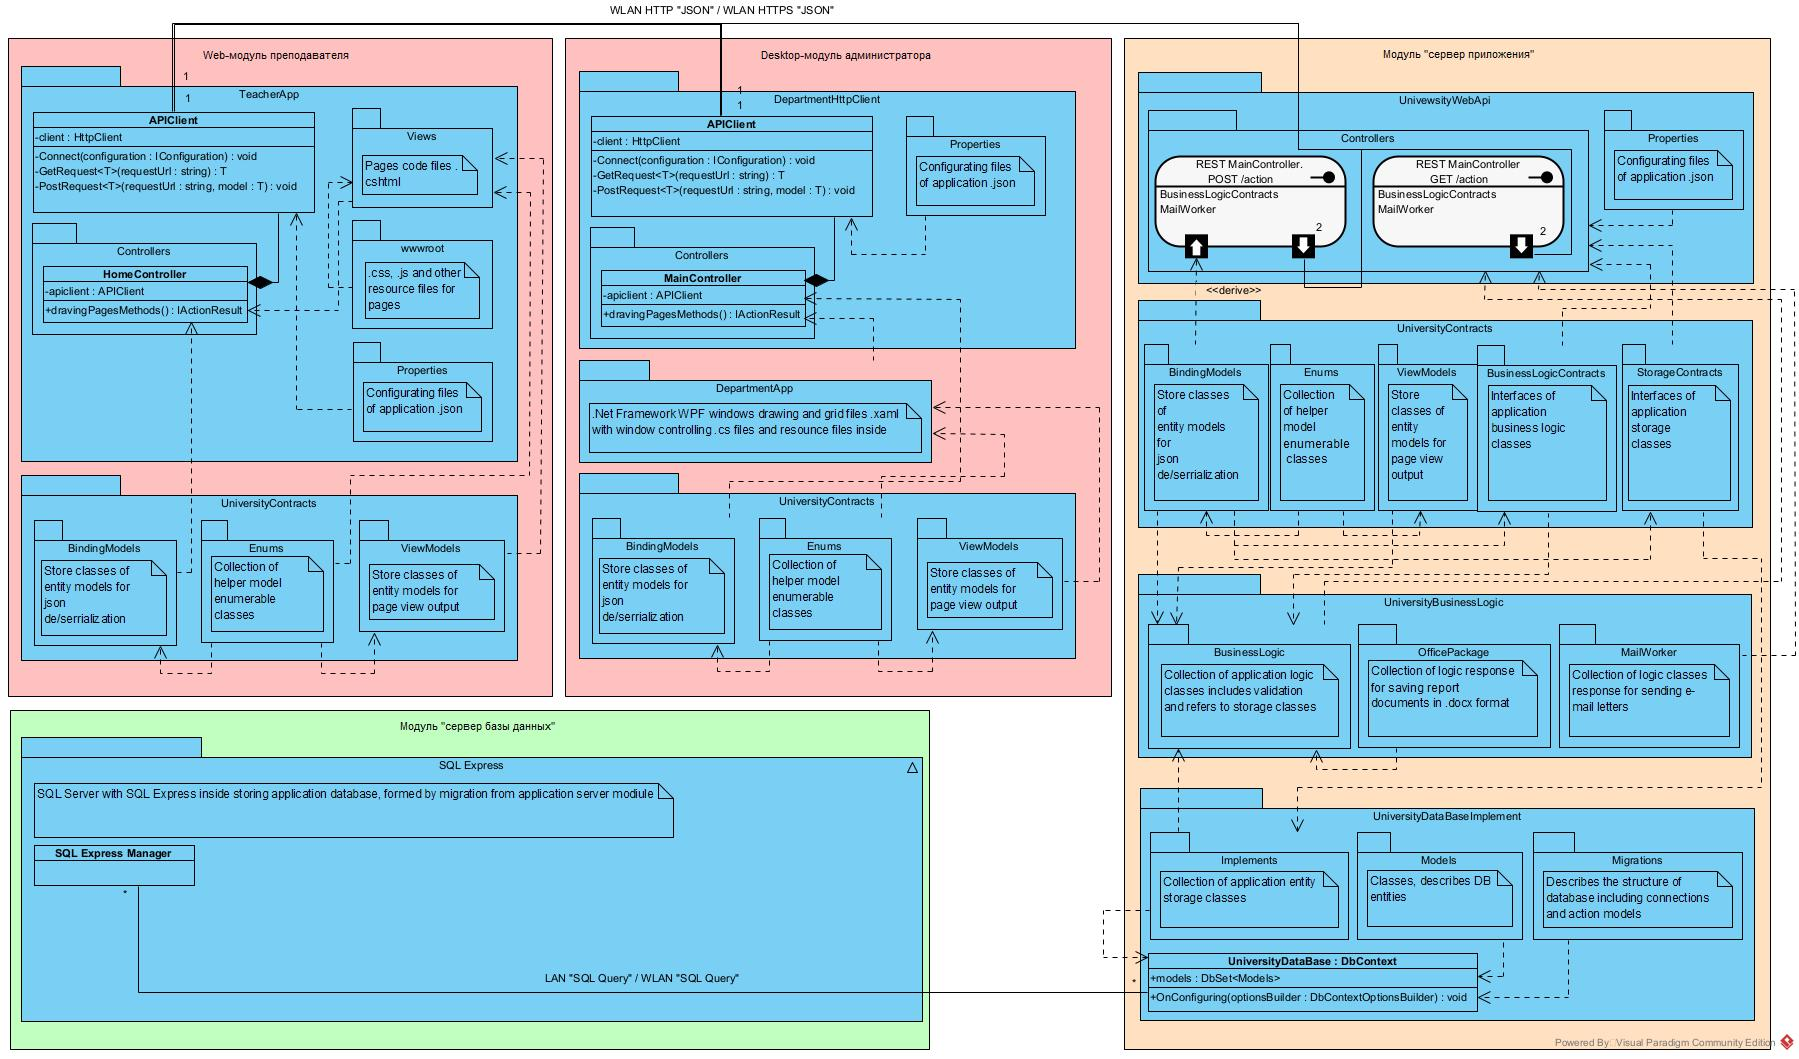 WLAN HTTP "JSON" / WLAN HTTPS "JSON"
Web-модуль преподавателя
1
1
TeacherApp
APIClient
-client : HttpClient
-Connect(configuration : IConfiguration) : void
-GetRequest<T>(requestUrl : string) : T
-PostRequest<T>(requestUrl : string, model : T) : void
Views
Pages code files .
cshtml
Controllers
HomeController
-apiclient : APIClient
+dravingPagesMethods() : IActionResult
wwwroot
.css, .js and other
resource files for
pages
Properties
Configurating files
of application .json
UniversityContracts
BindingModels
Store classes of
entity models for
json
de/serrialization
Enums
Collection of
helper model
enumerable
classes
ViewModels
Store classes of
entity models for
page view output
Desktop-модуль администратора
1
1
DepartmentHttpClient
APIClient
-client : HttpClient
-Connect(configuration : IConfiguration) : void
-GetRequest<T>(requestUrl : string) : T
-PostRequest<T>(requestUrl : string, model : T) : void
Properties
Configurating files
of application .json
Controllers
MainController
-apiclient : APIClient
+dravingPagesMethods() : IActionResult
DepartmentApp
.Net Framework WPF windows drawing and grid files .xaml
with window controlling .cs files and resounce files inside
UniversityContracts
BindingModels
Store classes of
entity models for
json
de/serrialization
Enums
Collection of
helper model
enumerable
classes
ViewModels
Store classes of
entity models for
page view output
Модуль "сервер приложения"
UnivewsityWebApi
Controllers
REST MainController.
POST /action
BusinessLogicContracts
MailWorker
2
REST MainController
GET /action
BusinessLogicContracts
MailWorker
2
Properties
Configurating files
of application .json
<<derive>>
UniversityContracts
BindingModels
Store classes
of
entity models
for
json
de/serrialization
Enums
Collection
of helper
model
enumerable
classes
ViewModels
Store
classes of
entity
models for
page view
output
BusinessLogicContracts
Interfaces of
application
business logic
classes
StorageContracts
Interfaces of
application
storage
classes
UniversityBusinessLogic
BusinessLogic
Collection of application logic
classes includes validation
and refers to storage classes
OfficePackage
Collection of logic response
for saving report
documents in .docx format
MailWorker
Collection of logic classes
response for sending e-
mail letters
UniversityDataBaseImplement
Implements
Collection of application entity
storage classes
Models
Classes, describes DB
entities
Migrations
Describes the structure of
database including connections
and action models
UniversityDataBase : DbContext
+models : DbSet<Models>
+OnConfiguring(optionsBuilder : DbContextOptionsBuilder) : void
*
Модуль "сервер базы данных"
SQL Express
SQL Server with SQL Express inside storing application database, formed by migration from application server modiule
SQL Express Manager
*
LAN "SQL Query" / WLAN "SQL Query"
Powered By Visual Paradigm Community Edition